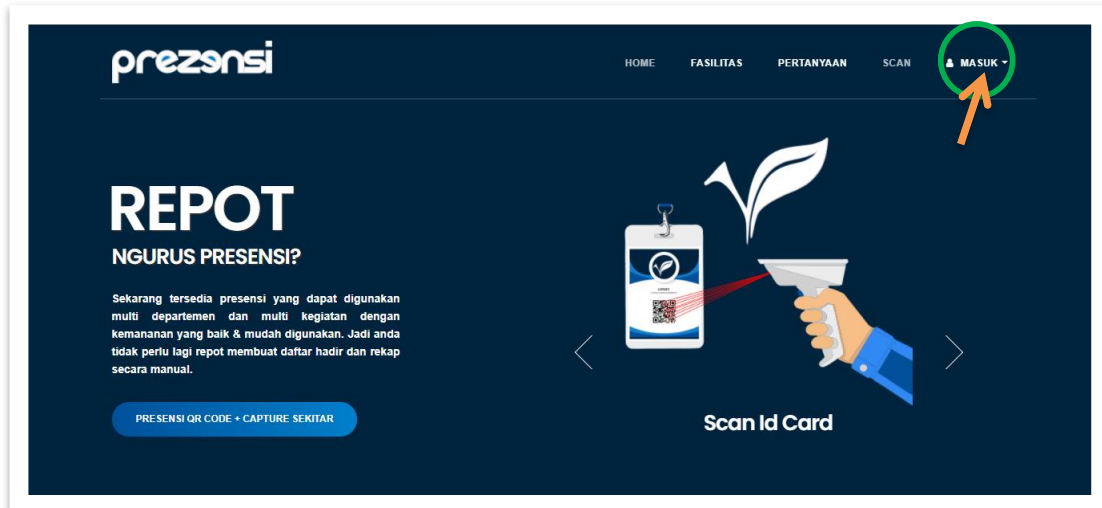 prezensi
HOME FASILITAS PERTANYAAN SCAN MASUK
REPOT
NGURUS PRESENSI?
Sekarang tersedia presensi yang dapat digunakan
multi departemen dan multi kegiatan dengan
kemananan yang baik & mudah digunakan. Jadi anda
tidak perlu lagi repot membuat daftar hadir dan rekap
secara manual.
PRESENSI QR CODE + CAPTURE SEKITAR
Scan Id Card